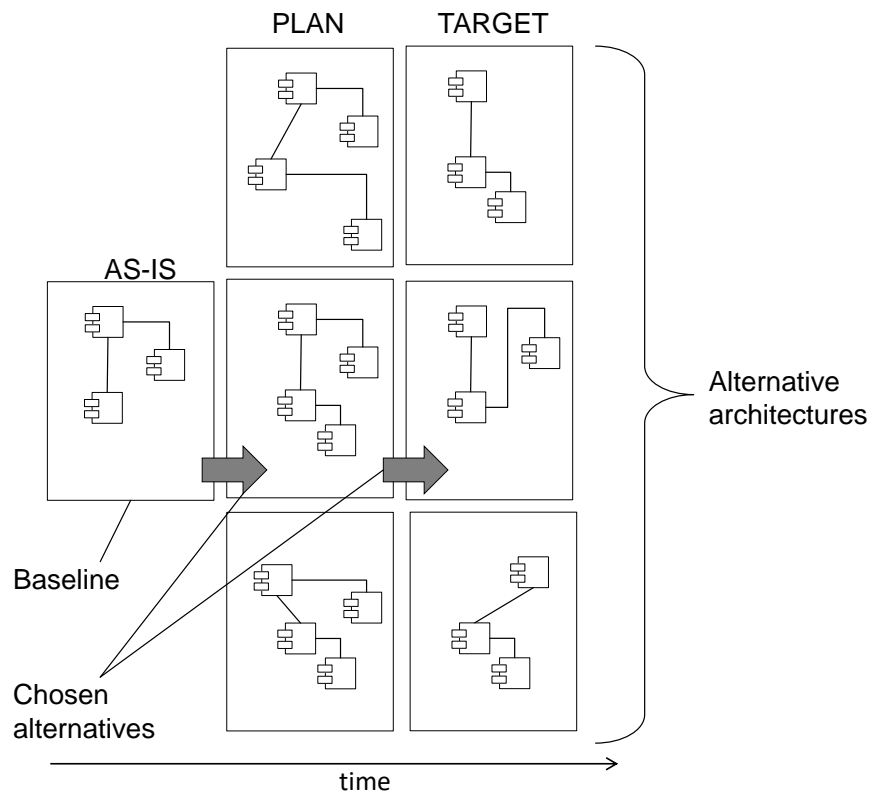 PLAN
TARGET
AS-IS
Alternative
architectures
Baseline
Chosen
alternatives
time